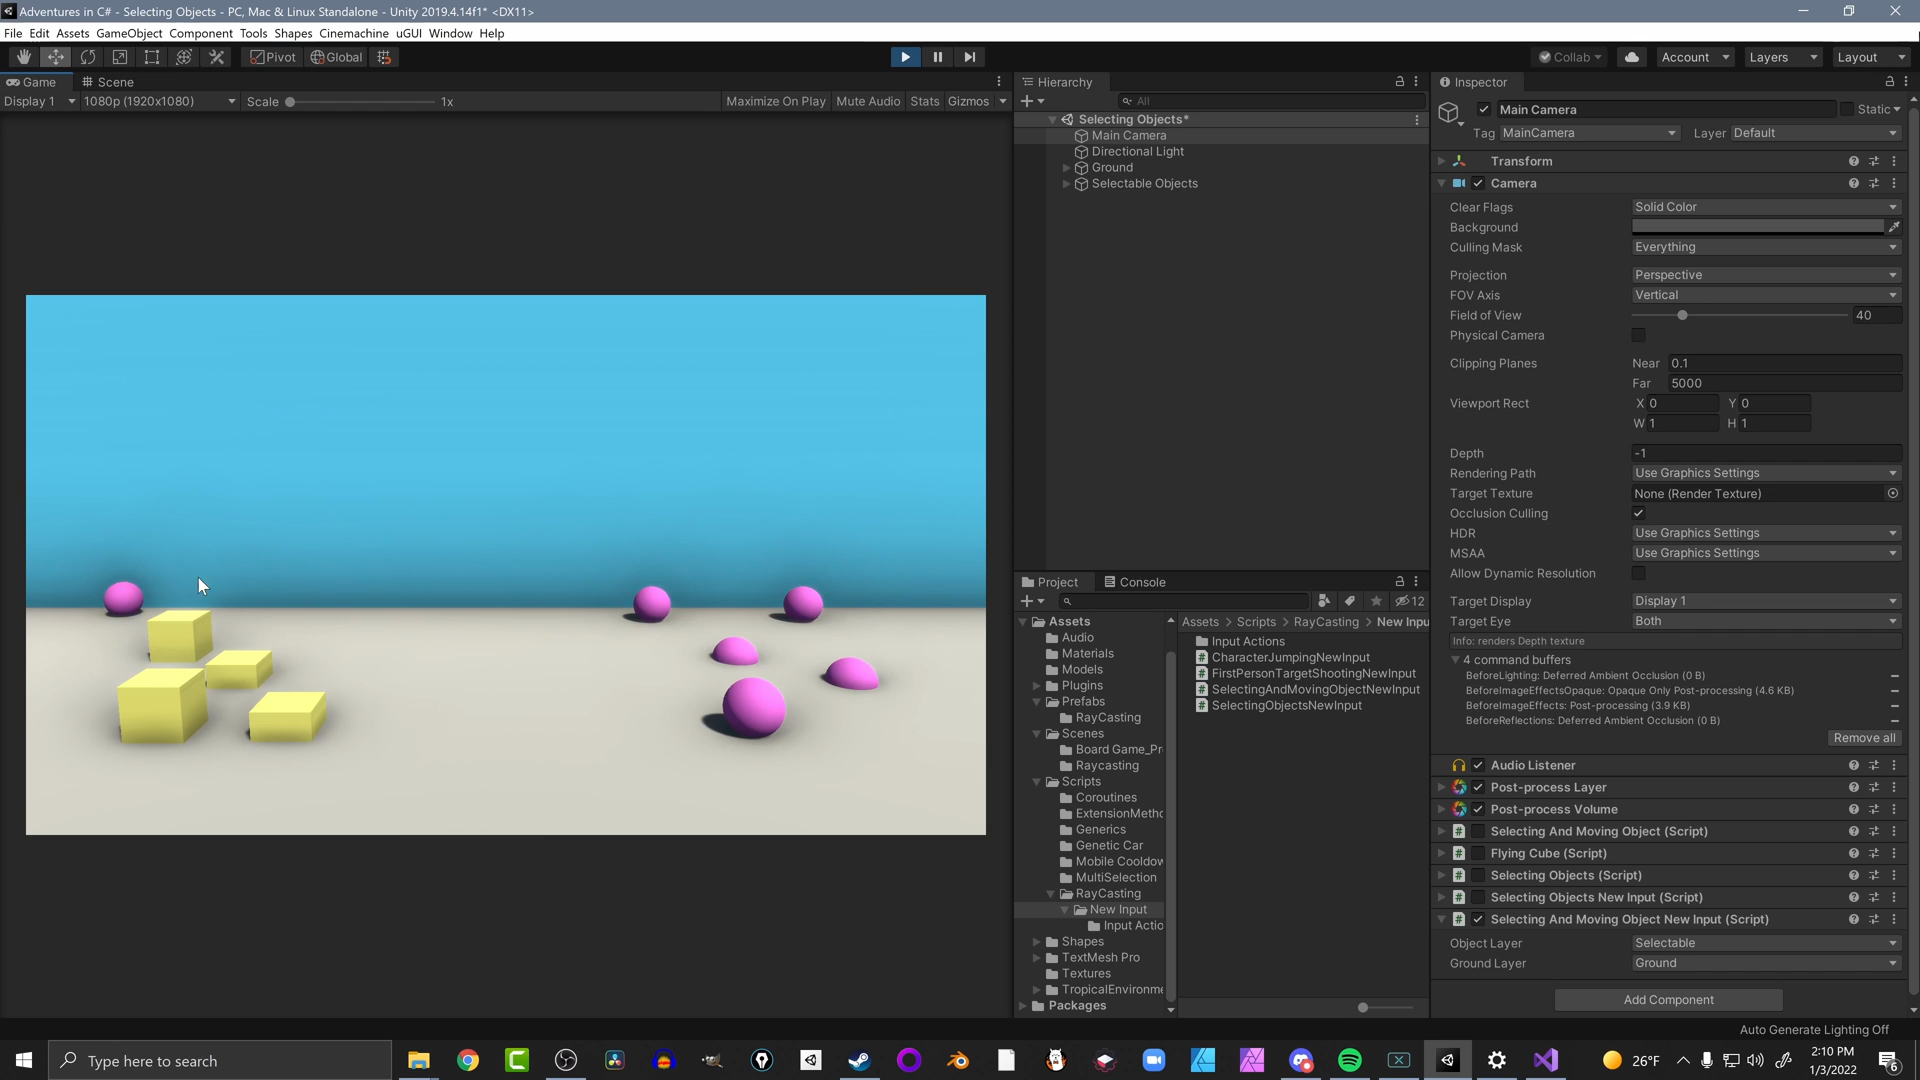 Adventures in C# - Selecting Objects - PC, Mac & Linux Standalone - Unity 2019.4.14f1* <DX11>
File Edit Assets GameObject Component Tools Shapes Cinemachine uGUI Window Help
Pivot Global Collab Account Layers Layout
Game Scene
Display 1 1080p (1920x1080) Scale 1x Maximize On Play Mute Audio Stats Gizmos
Hierarchy
All
Selecting Objects*
Main Camera
Directional Light
Ground
Selectable Objects
Project Console
12
Assets
Audio
Materials
Models
Plugins
Prefabs
RayCasting
Scenes
Board Game_Pr
Raycasting
Scripts
Coroutines
ExtensionMetho
Generics
Genetic Car
Mobile Cooldow
MultiSelection
RayCasting
New Input
Input Actio
Shapes
TextMesh Pro
Textures
TropicalEnvironme
Packages
Assets > Scripts > RayCasting > New Inpu
Input Actions
CharacterJumpingNewInput
FirstPersonTargetShootingNewInput
SelectingAndMovingObjectNewInput
SelectingObjectsNewInput
Inspector
Main Camera Static
Tag MainCamera Layer Default
Transform
Camera
Clear Flags Solid Color
Background
Culling Mask Everything
Projection Perspective
FOV Axis Vertical
Field of View 40
Physical Camera
Clipping Planes Near 0.1
Far 5000
Viewport Rect X 0 Y 0
W 1 H 1
Depth -1
Rendering Path Use Graphics Settings
Target Texture None (Render Texture)
Occlusion Culling
HDR Use Graphics Settings
MSAA Use Graphics Settings
Allow Dynamic Resolution
Target Display Display 1
Target Eye Both
Info: renders Depth texture
4 command buffers
BeforeLighting: Deferred Ambient Occlusion (0 B)
BeforeImageEffectsOpaque: Opaque Only Post-processing (4.6 KB)
BeforeImageEffects: Post-processing (3.9 KB)
BeforeReflections: Deferred Ambient Occlusion (0 B)
Remove all
Audio Listener
Post-process Layer
Post-process Volume
Selecting And Moving Object (Script)
Flying Cube (Script)
Selecting Objects (Script)
Selecting Objects New Input (Script)
Selecting And Moving Object New Input (Script)
Object Layer Selectable
Ground Layer Ground
Add Component
Auto Generate Lighting Off
Type here to search
26°F
2:10 PM
1/3/2022
6